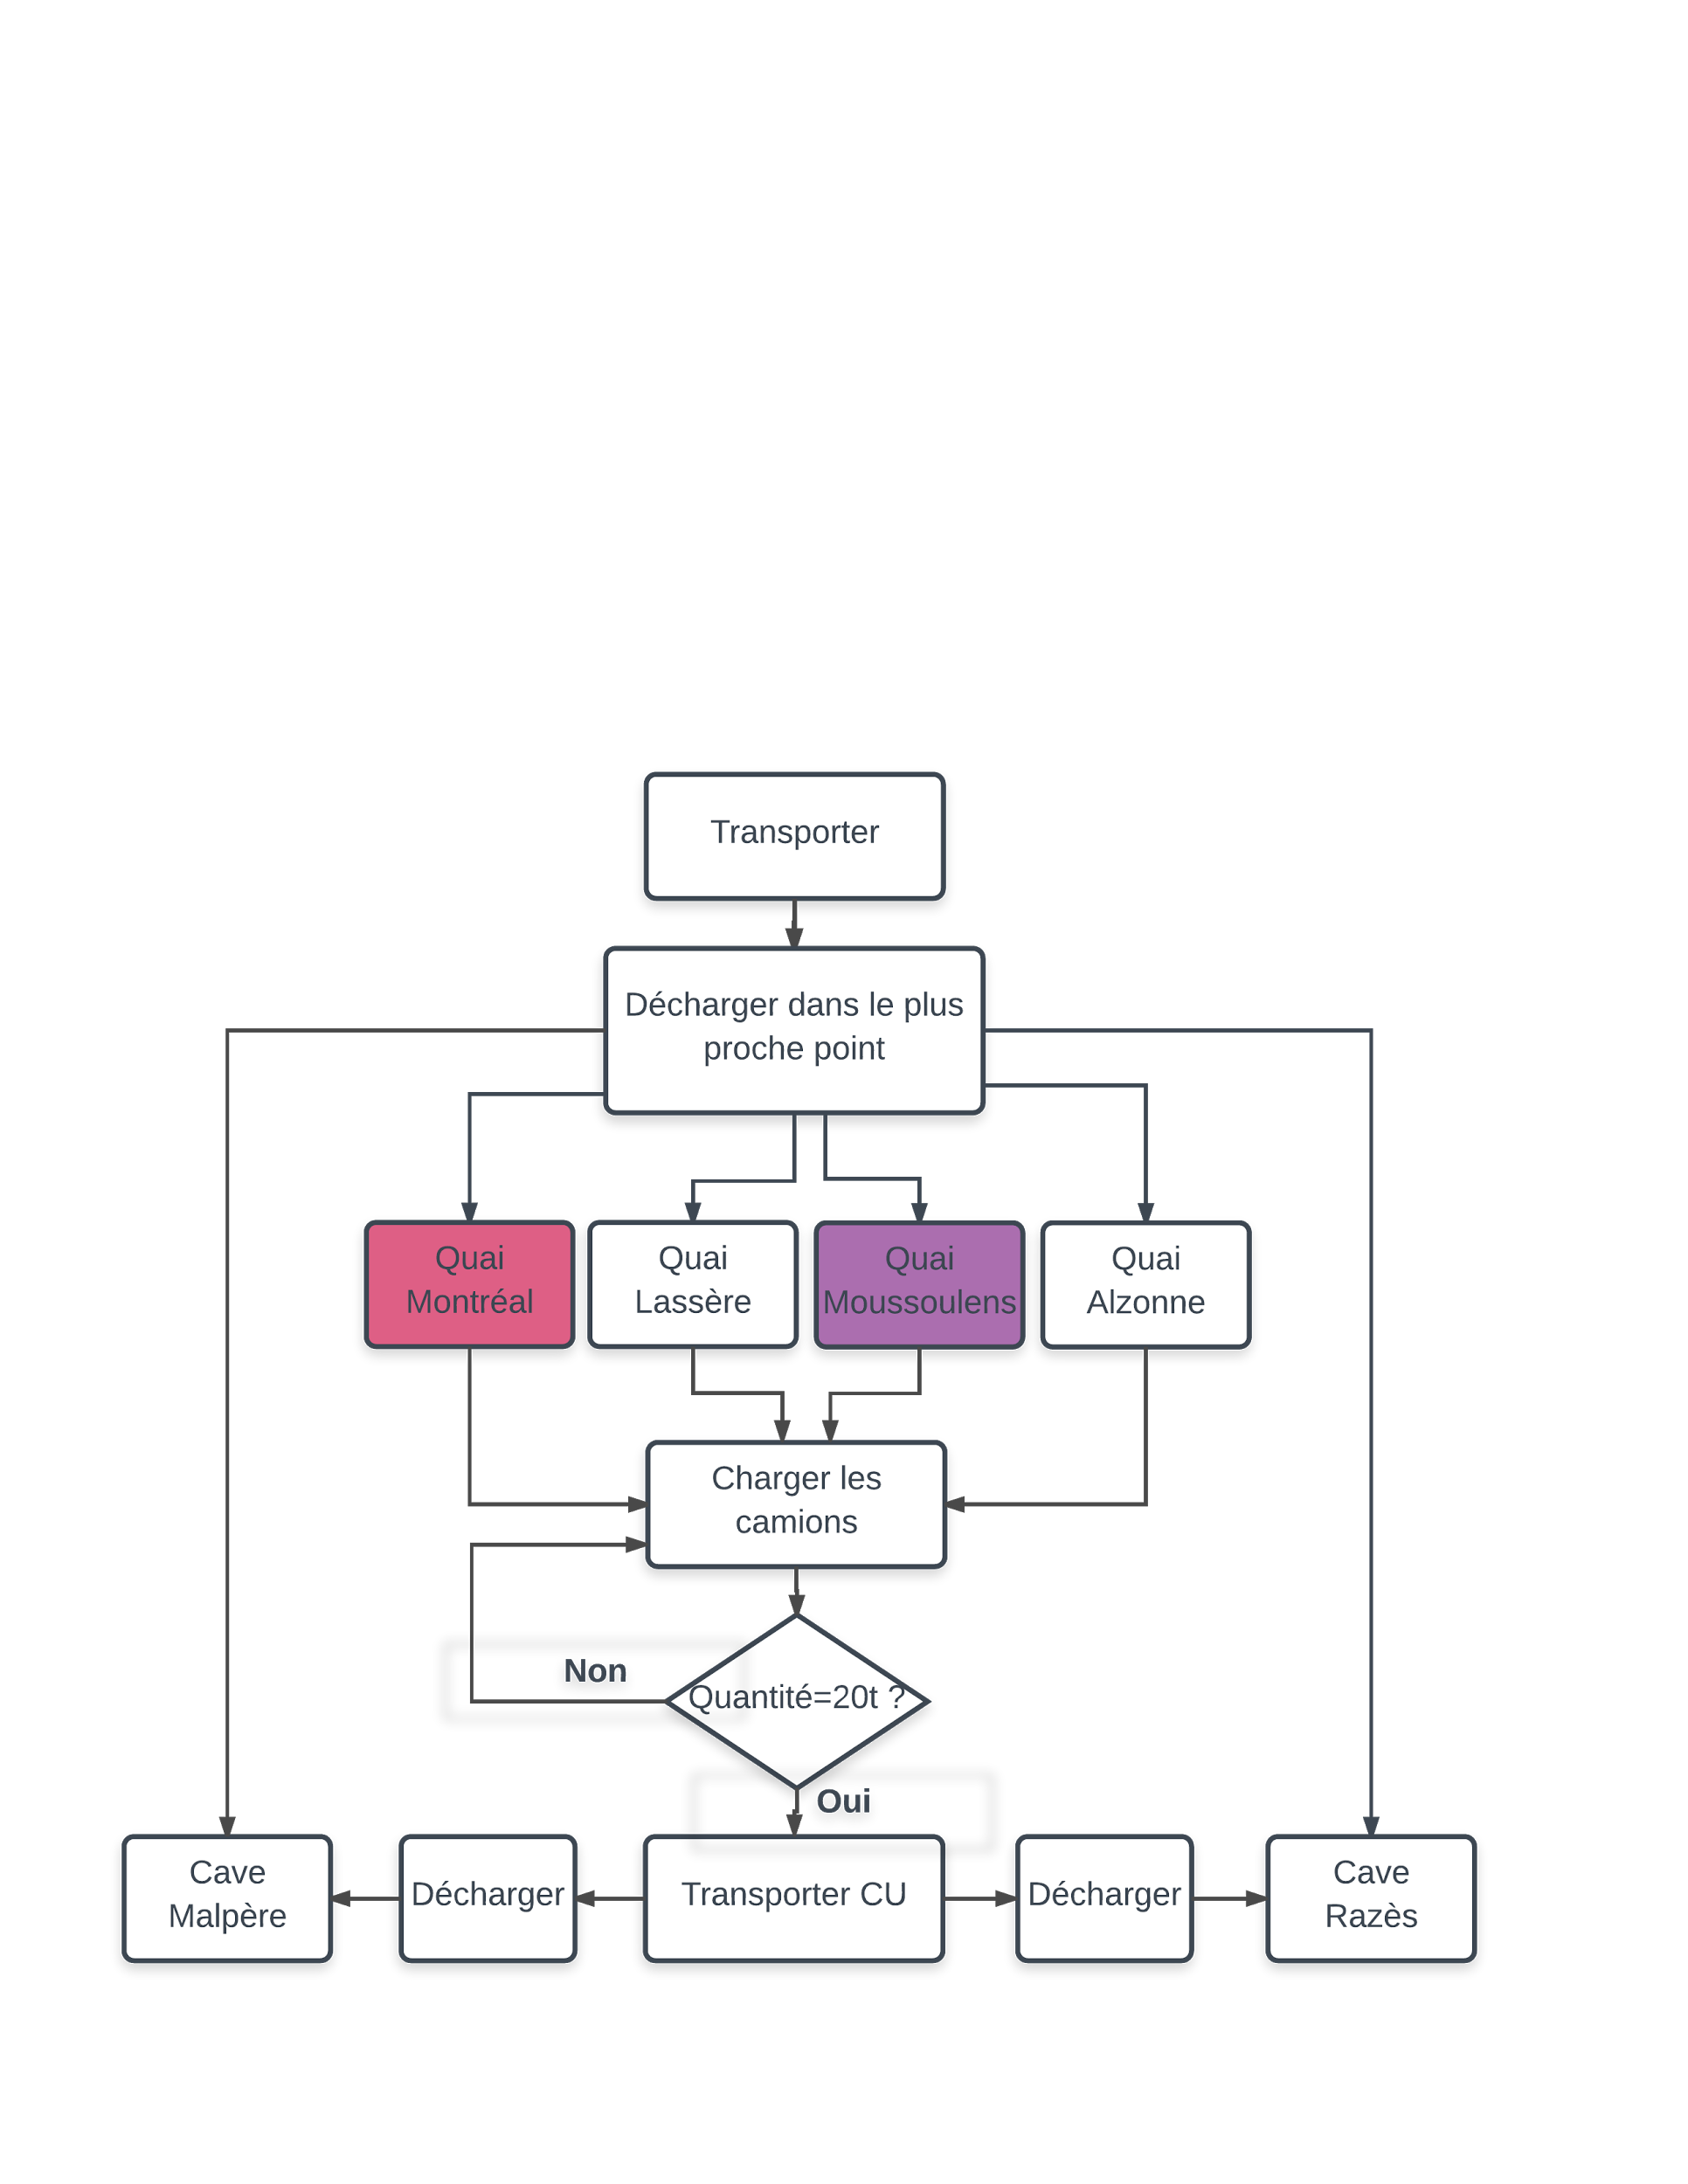 Transporter
Décharger dans le plus
proche point
Quai
Montréal
Quai
Lassère
Quai
Moussoulens
Quai
Alzonne
Charger les
camions
Non
Quantité=20t ?
Oui
Cave
Malpère
Décharger
Transporter CU
Décharger
Cave
Razès